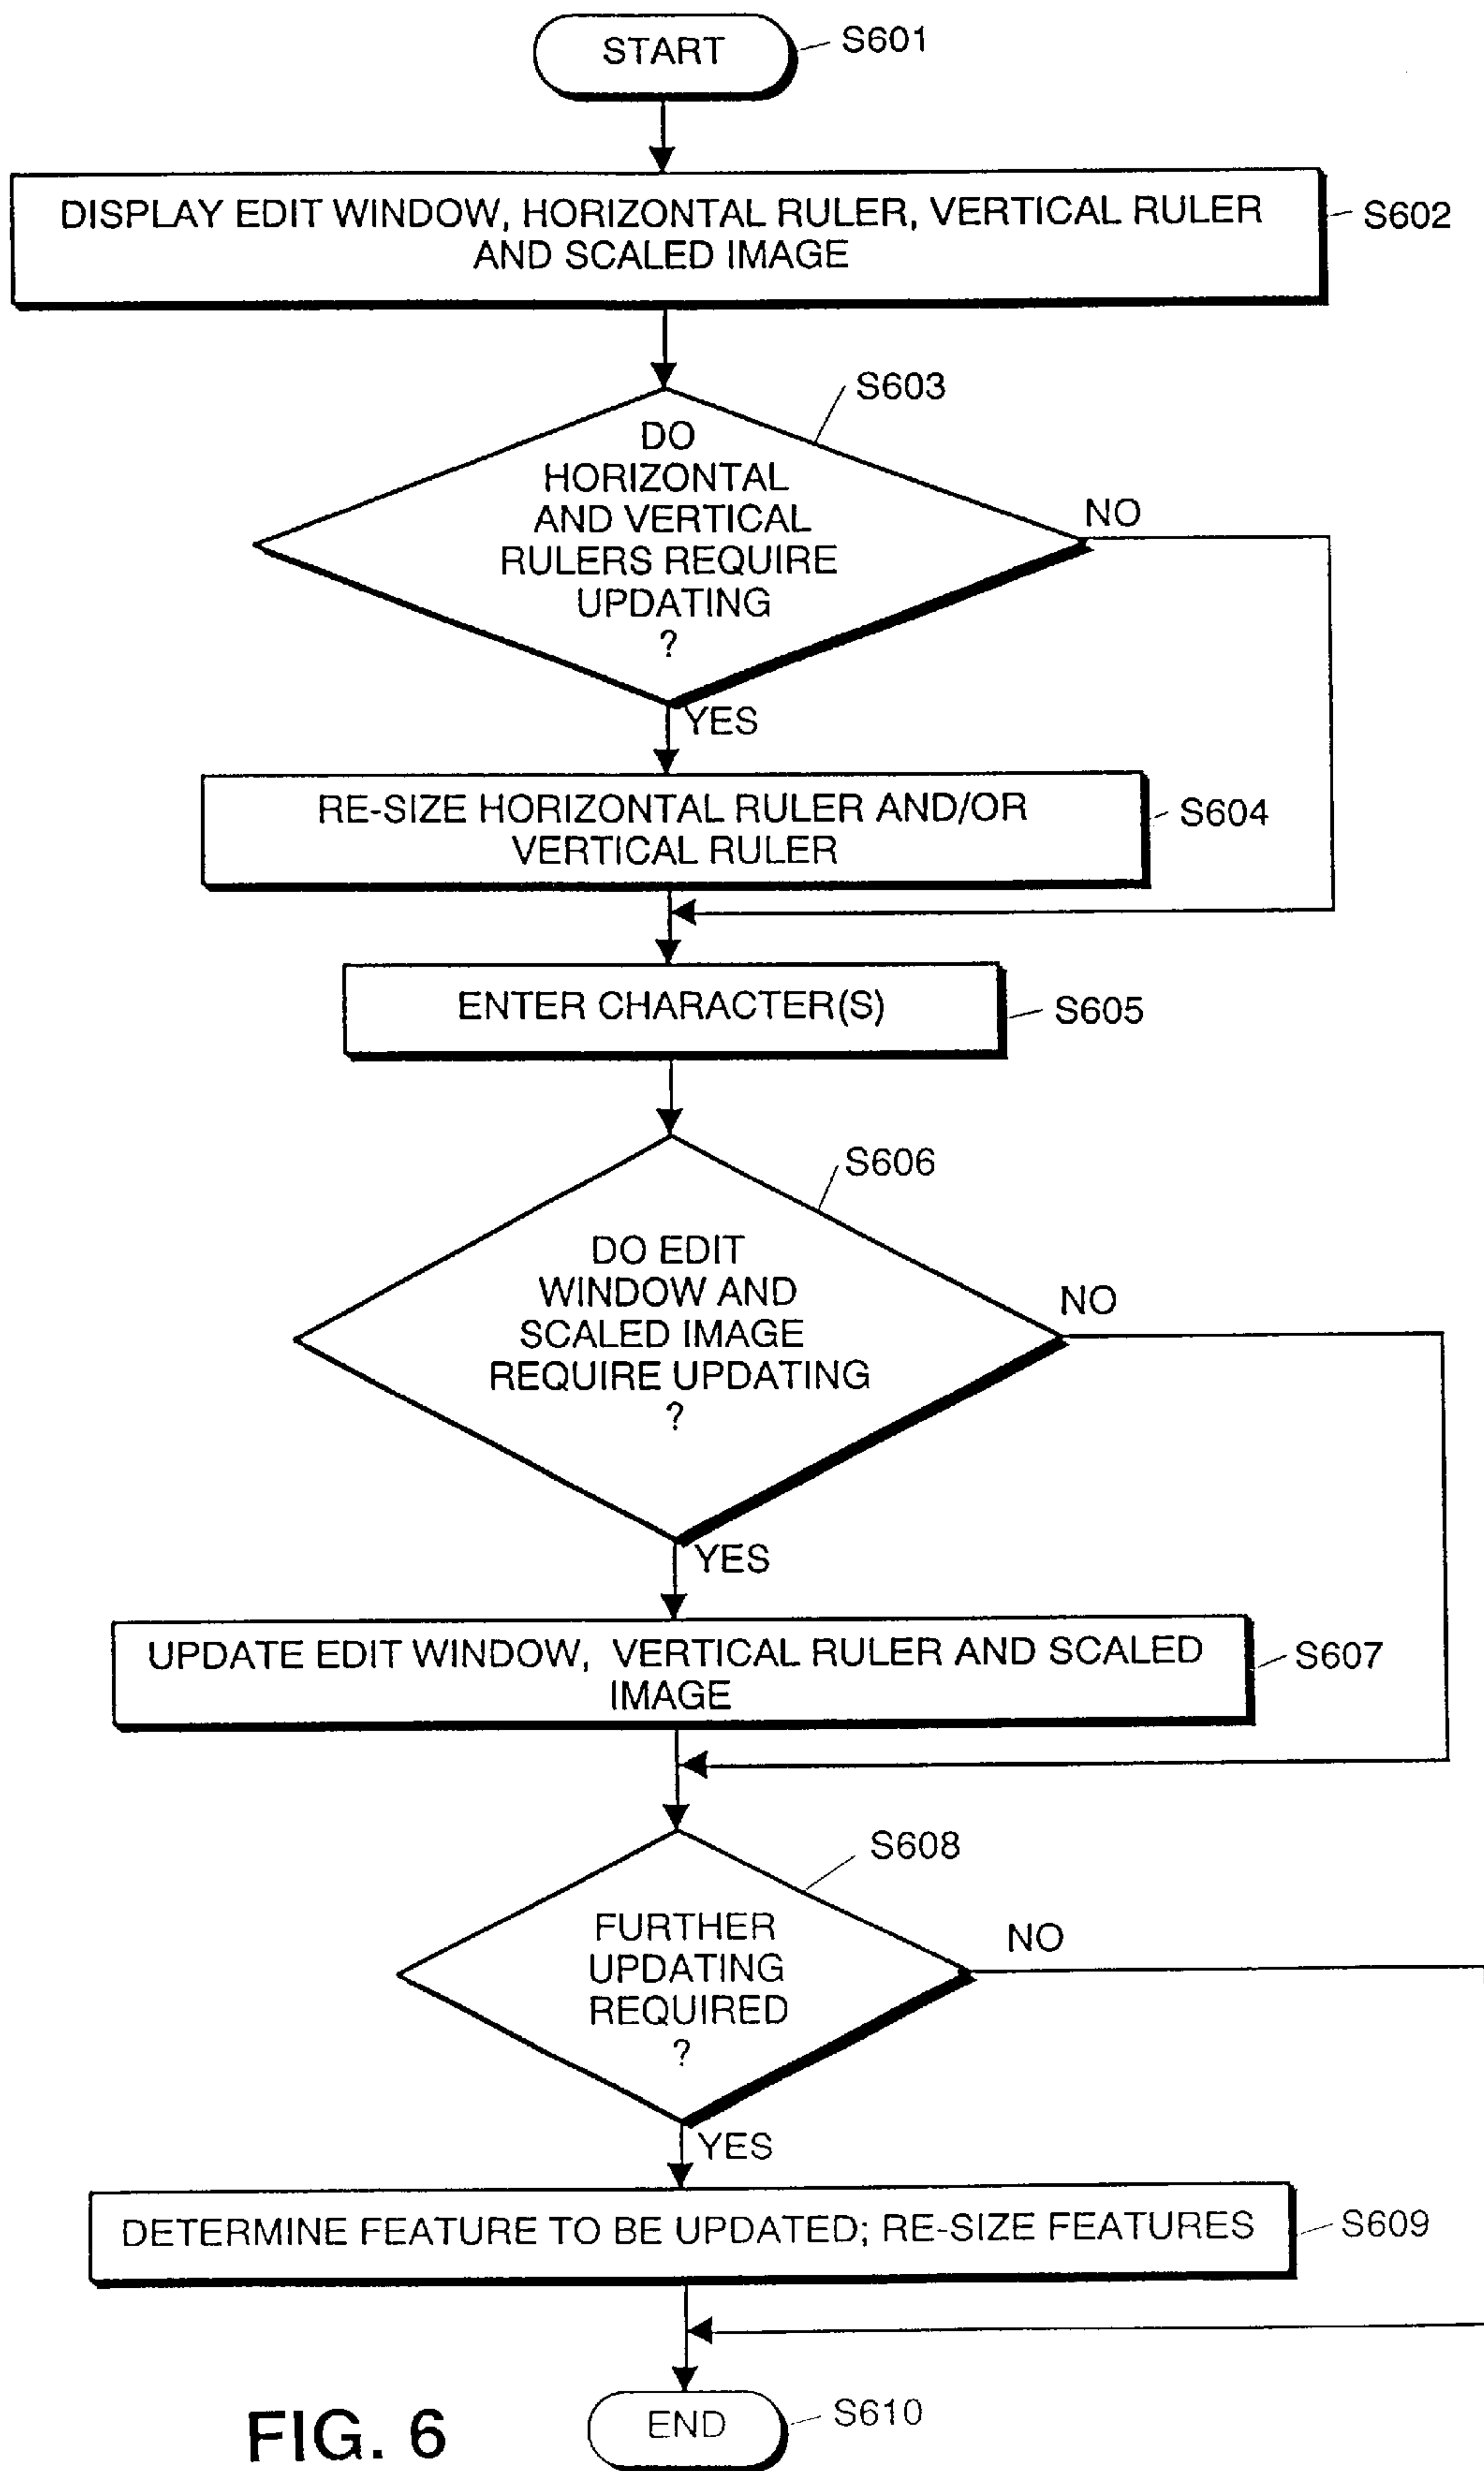 START
S601
DISPLAY EDIT WINDOW, HORIZONTAL RULER, VERTICAL RULER
AND SCALED IMAGE
S602
S603
DO
HORIZONTAL
AND VERTICAL
RULERS REQUIRE
UPDATING
?
NO
YES
RE-SIZE HORIZONTAL RULER AND/OR
VERTICAL RULER
S604
ENTER CHARACTER(S)
S605
S606
DO EDIT
WINDOW AND
SCALED IMAGE
REQUIRE UPDATING
?
NO
YES
UPDATE EDIT WINDOW, VERTICAL RULER AND SCALED
IMAGE
S607
S608
FURTHER
UPDATING
REQUIRED
?
NO
YES
DETERMINE FEATURE TO BE UPDATED; RE-SIZE FEATURES
S609
END
S610
FIG. 6